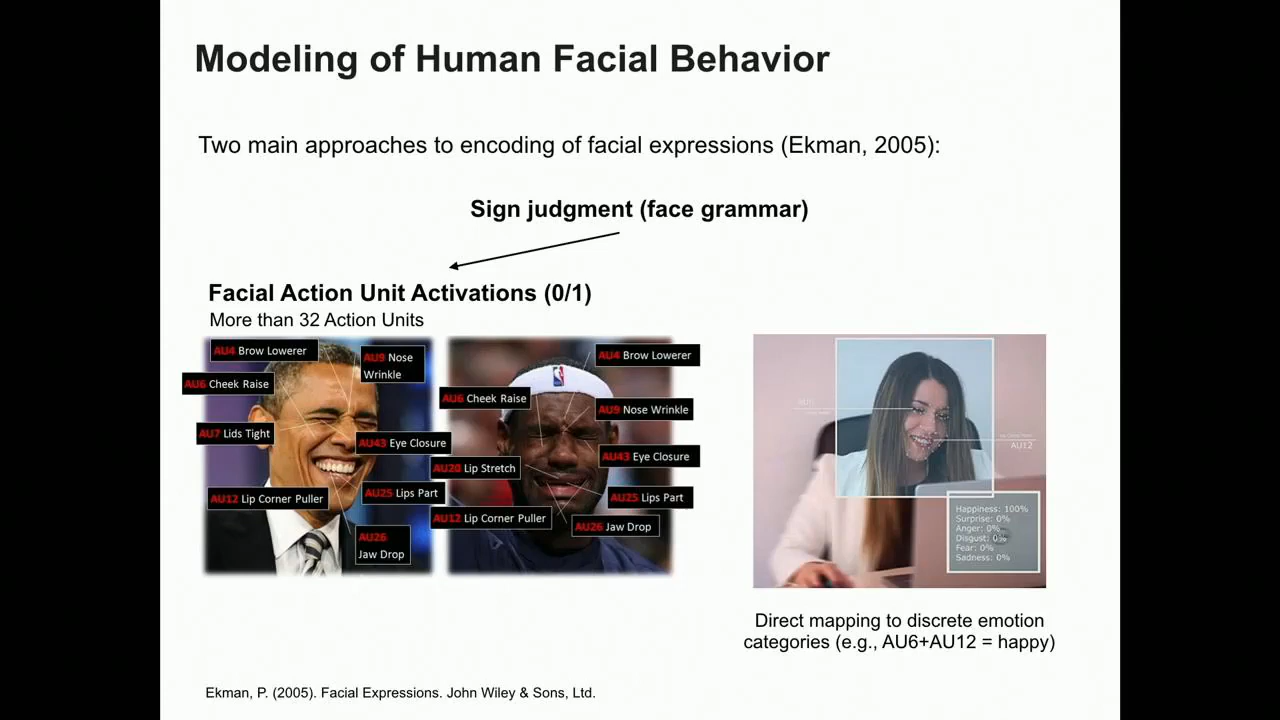 Modeling of Human Facial Behavior
Two main approaches to encoding of facial expressions (Ekman, 2005):
Sign judgment (face grammar)
Facial Action Unit Activations (0/1)
More than 32 Action Units
AU4 Brow Lowerer
AU9 Nose
Wrinkle
AU6 Cheek Raise
AU7 Lids Tight
AU43 Eye Closure
AU12 Lip Corner Puller
AU25 Lips Part
AU26
Jaw Drop
AU4 Brow Lowerer
AU6 Cheek Raise
AU9 Nose Wrinkle
AU43 Eye Closure
AU20 Lip Stretch
AU25 Lips Part
AU12 Lip Corner Puller
AU26 Jaw Drop
AU12
Happiness: 100%
Surprise: 0%
Anger: 0%
Disgust: 0%
Fear: 0%
Sadness: 0%
Direct mapping to discrete emotion
categories (e.g., AU6+AU12 = happy)
Ekman, P. (2005). Facial Expressions. John Wiley & Sons, Ltd.